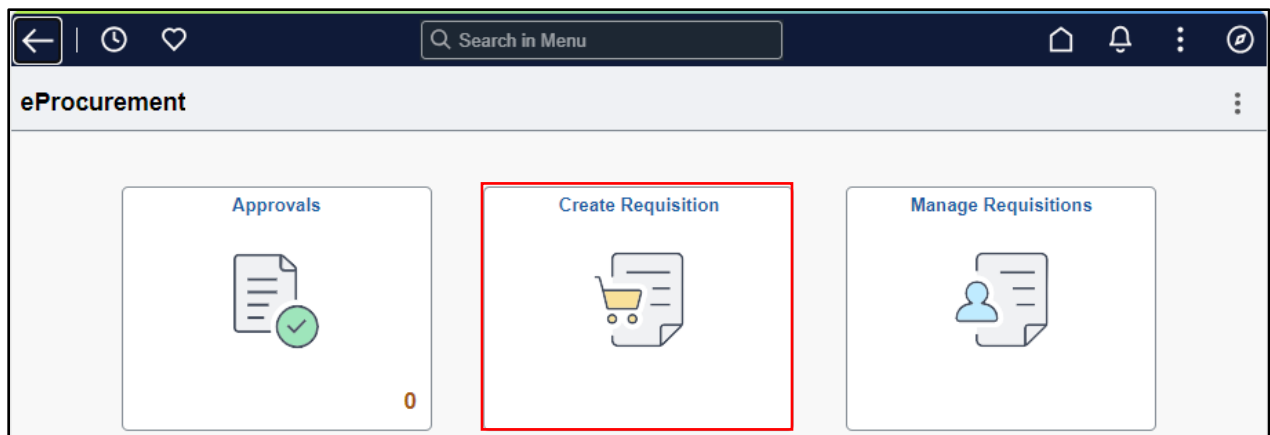 Search in Menu
eProcurement
Approvals
Create Requisition
Manage Requisitions
0